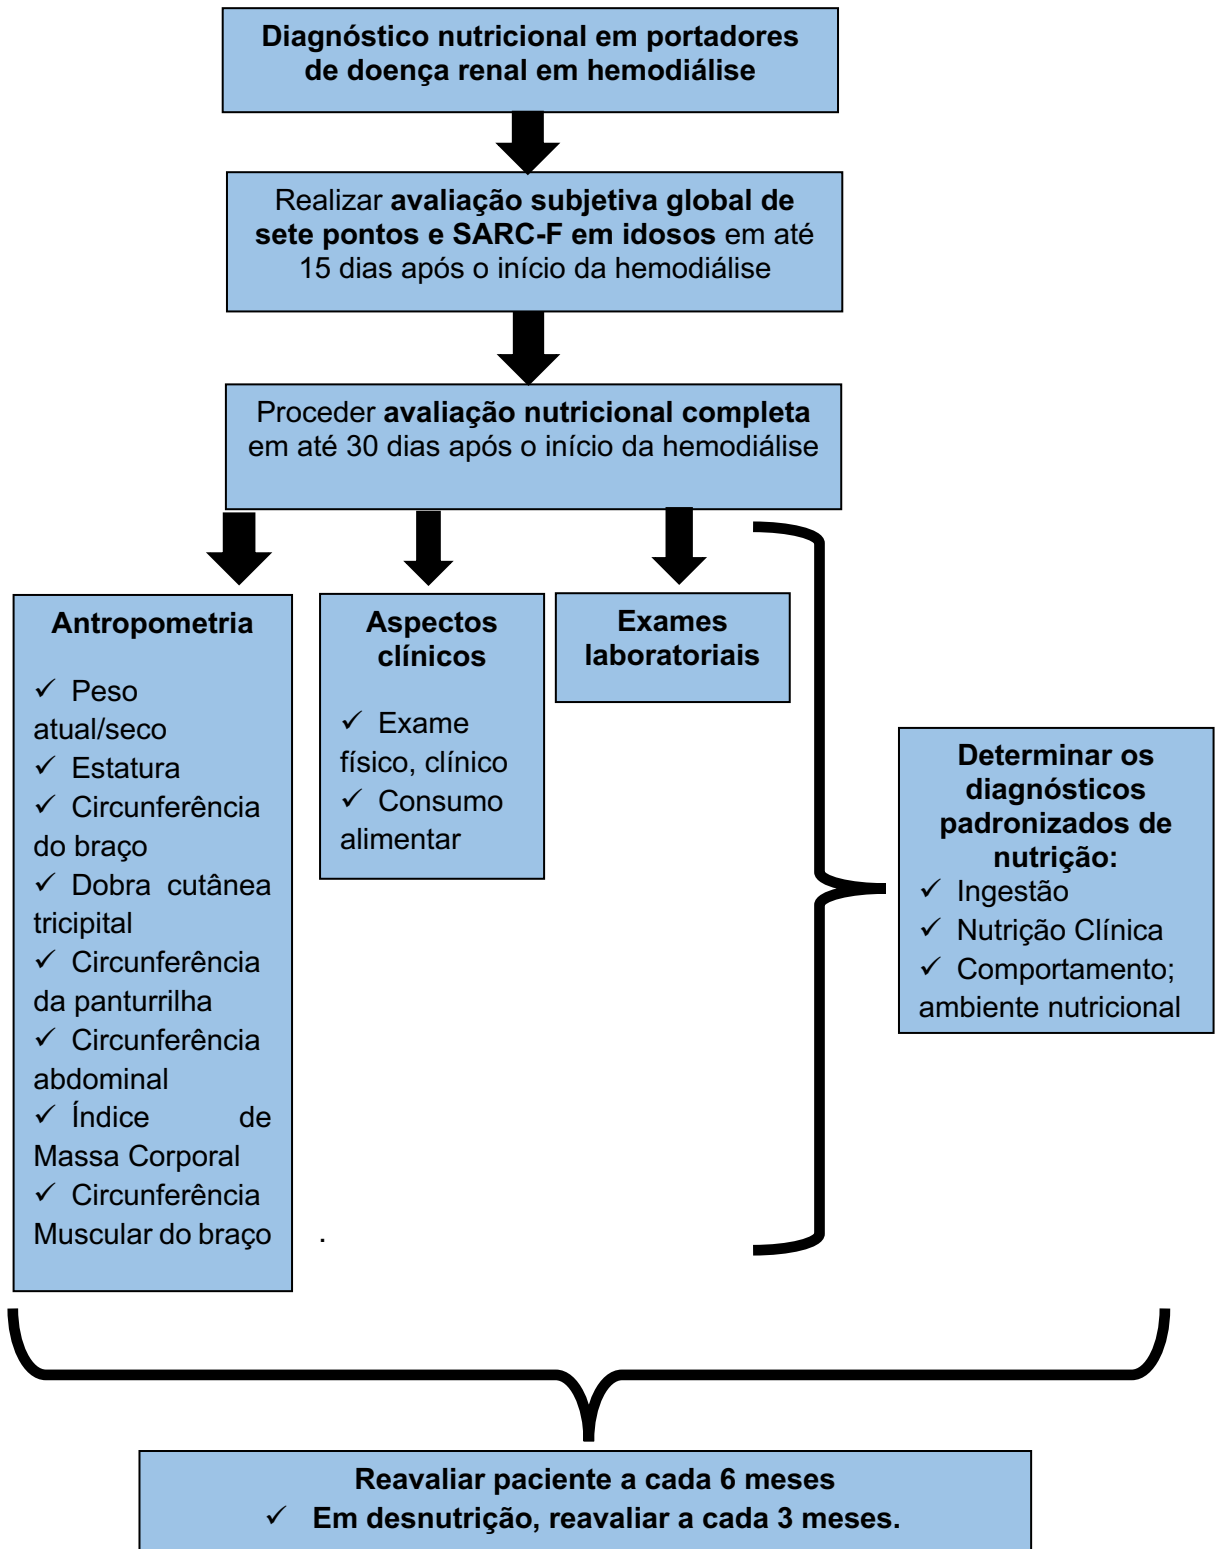 Diagnóstico nutricional em portadores
de doença renal em hemodiálise
Realizar avaliação subjetiva global de
sete pontos e SARC-F em idosos em até
15 dias após o início da hemodiálise
Proceder avaliação nutricional completa
em até 30 dias após o início da hemodiálise
Antropometria
✓ Peso
atual/seco
✓ Estatura
✓ Circunferência
do braço
✓ Dobra cutânea
tricipital
✓ Circunferência
da panturrilha
✓ Circunferência
abdominal
✓ Índice de
Massa Corporal
✓ Circunferência
Muscular do braço
.
Aspectos
clínicos
✓ Exame
físico, clínico
✓ Consumo
alimentar
Exames
laboratoriais
Determinar os
diagnósticos
padronizados de
nutrição:
✓ Ingestão
✓ Nutrição Clínica
✓ Comportamento;
ambiente nutricional
Reavaliar paciente a cada 6 meses
✓ Em desnutrição, reavaliar a cada 3 meses.